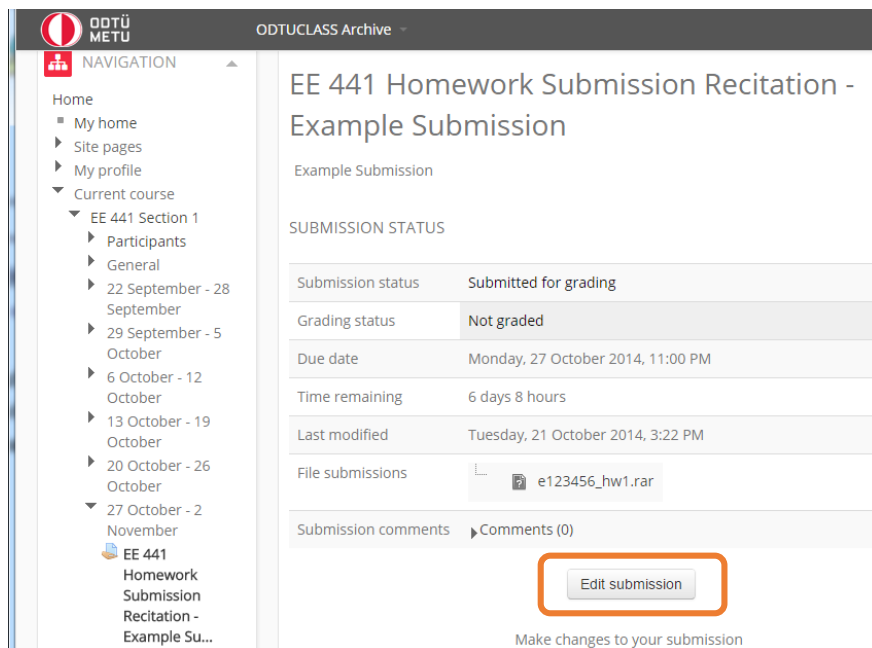 ODTÜ
METU
ODTUCLASS Archive
NAVIGATION
Home
My home
Site pages
My profile
Current course
EE 441 Section 1
Participants
General
22 September - 28
September
29 September - 5
October
6 October - 12
October
13 October - 19
October
20 October - 26
October
27 October - 2
November
EE 441
Homework
Submission
Recitation -
Example Su...
EE 441 Homework Submission Recitation -
Example Submission
Example Submission
SUBMISSION STATUS
Submission status Submitted for grading
Grading status Not graded
Due date Monday, 27 October 2014, 11:00 PM
Time remaining 6 days 8 hours
Last modified Tuesday, 21 October 2014, 3:22 PM
File submissions e123456_hw1.rar
Submission comments Comments (0)
Edit submission
Make changes to your submission